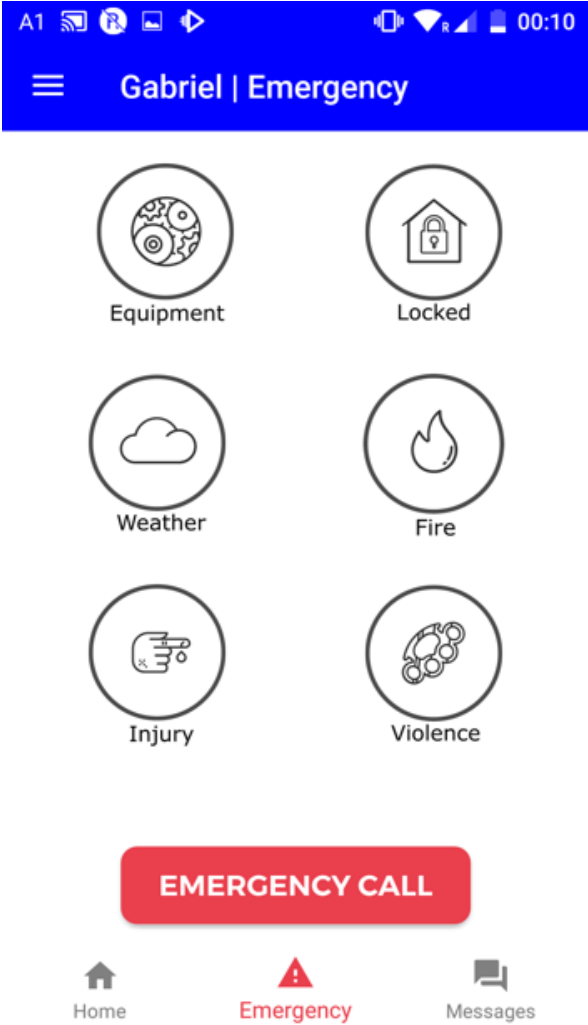 A1 R 00:10
Gabriel | Emergency
Equipment Locked
Weather Fire
Injury Violence
EMERGENCY CALL
Home Emergency Messages